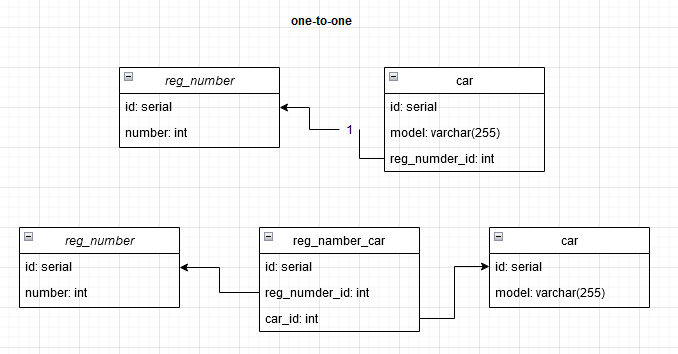 one-to-one
reg_number
id: serial
number: int
1
car
id: serial
model: varchar(255)
reg_numder_id: int
reg_number
id: serial
number: int
reg_namber_car
id: serial
reg_numder_id: int
car_id: int
car
id: serial
model: varchar(255)